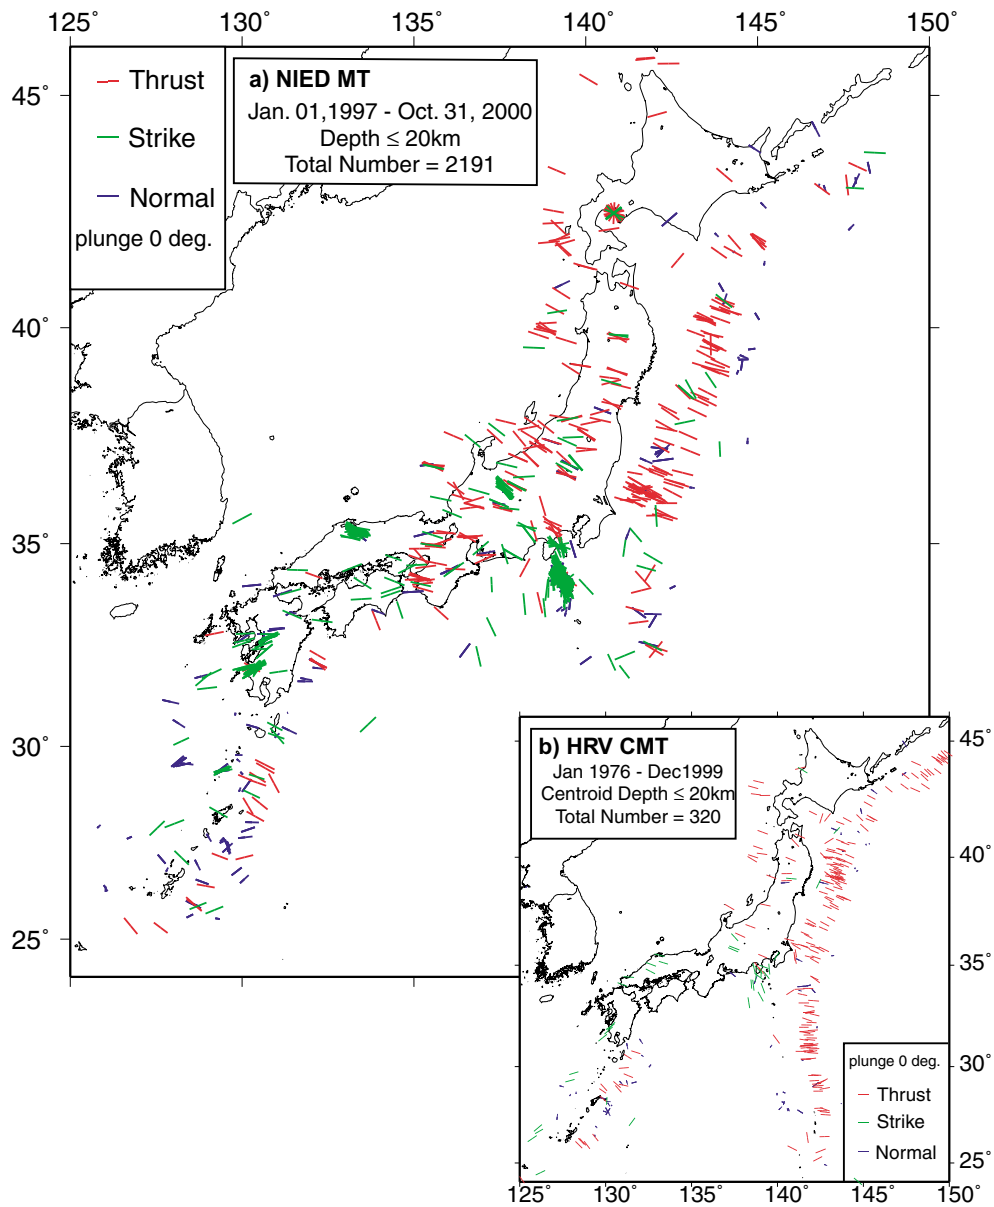 125˚ 130˚ 135˚ 140˚ 145˚ 150˚
45˚
40˚
35˚
30˚
25˚
Thrust
Strike
Normal
plunge 0 deg.
a) NIED MT
Jan. 01,1997 - Oct. 31, 2000
Depth ≤ 20km
Total Number = 2191
b) HRV CMT
Jan 1976 - Dec1999
Centroid Depth ≤ 20km
Total Number = 320
45˚
40˚
35˚
30˚
25˚
plunge 0 deg.
Thrust
Strike
Normal
125˚ 130˚ 135˚ 140˚ 145˚ 150˚